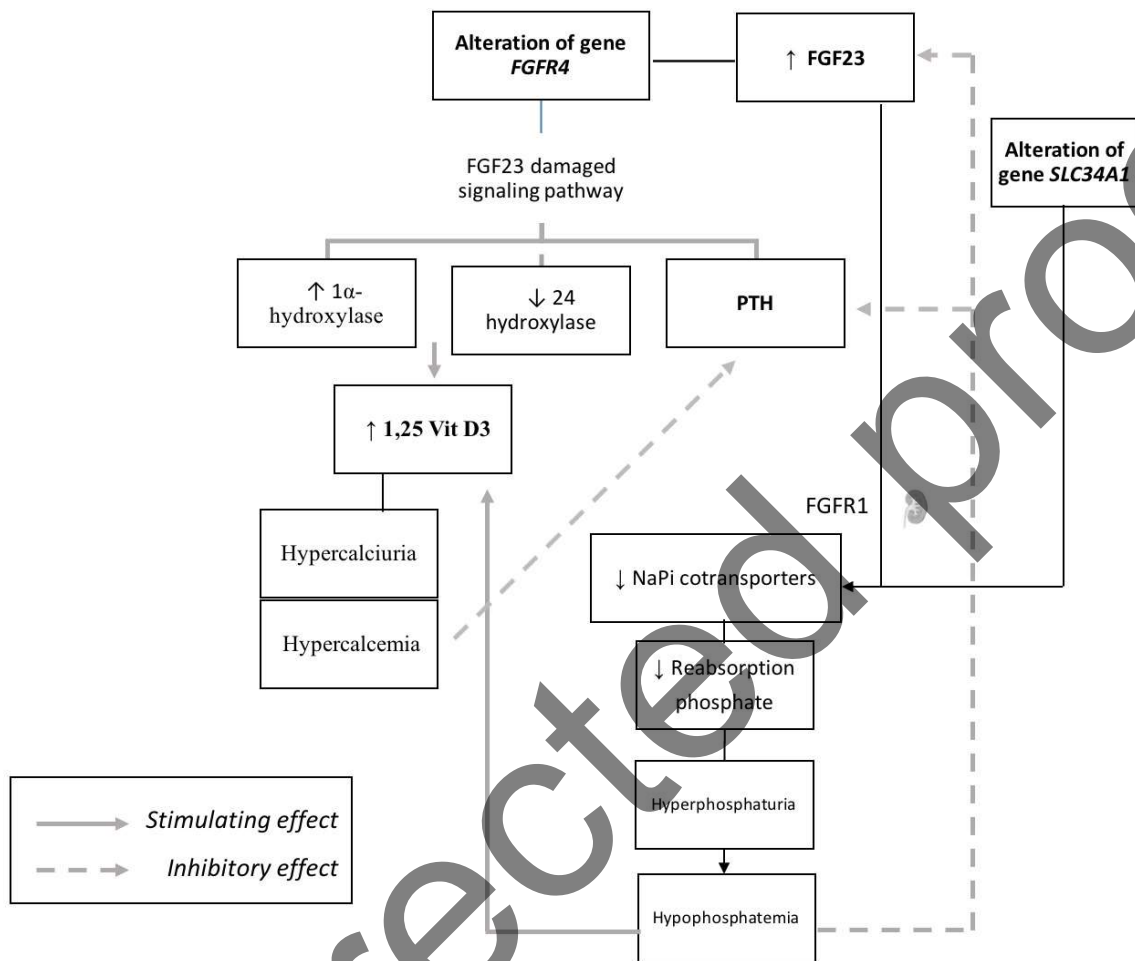 Alteration of gene
FGFR4
↑ FGF23
Alteration of
gene SLC34A1
FGF23 damaged
signaling pathway
↑ 1α-
hydroxylase
↓ 24
hydroxylase
PTH
↑ 1,25 Vit D3
FGFR1
Hypercalciuria
↓ NaPi cotransporters
Hypercalcemia
↓ Reabsorption
phosphate
Hyperphosphaturia
Stimulating effect
Inhibitory effect
Hypophosphatemia